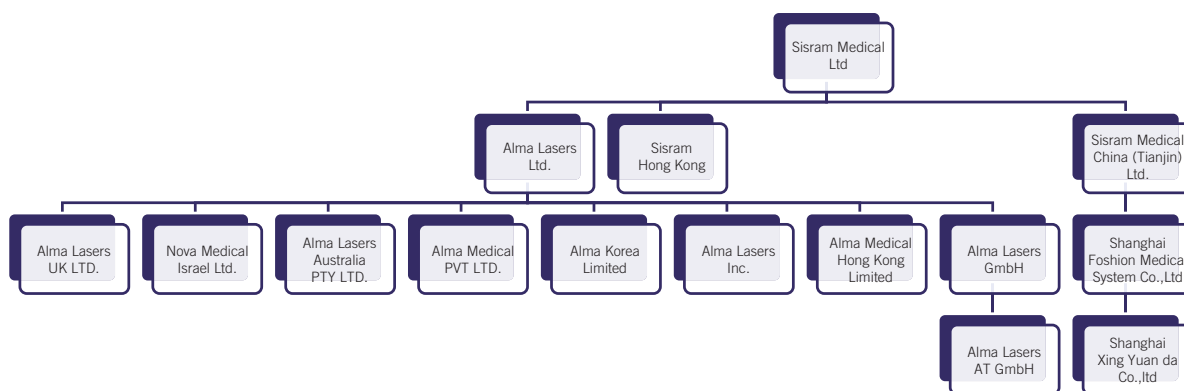 Sisram Medical
Ltd
Alma Lasers
Ltd.
Sisram
Hong Kong
Sisram Medical
China (Tianjin)
Ltd.
Alma Lasers
UK LTD.
Nova Medical
Israel Ltd.
Alma Lasers
Australia
PTY LTD.
Alma Medical
PVT LTD.
Alma Korea
Limited
Alma Lasers
Inc.
Alma Medical
Hong Kong
Limited
Alma Lasers
GmbH
Shanghai
Foshion Medical
System Co.,Ltd
Alma Lasers
AT GmbH
Shanghai
Xing Yuan da
Co.,ltd